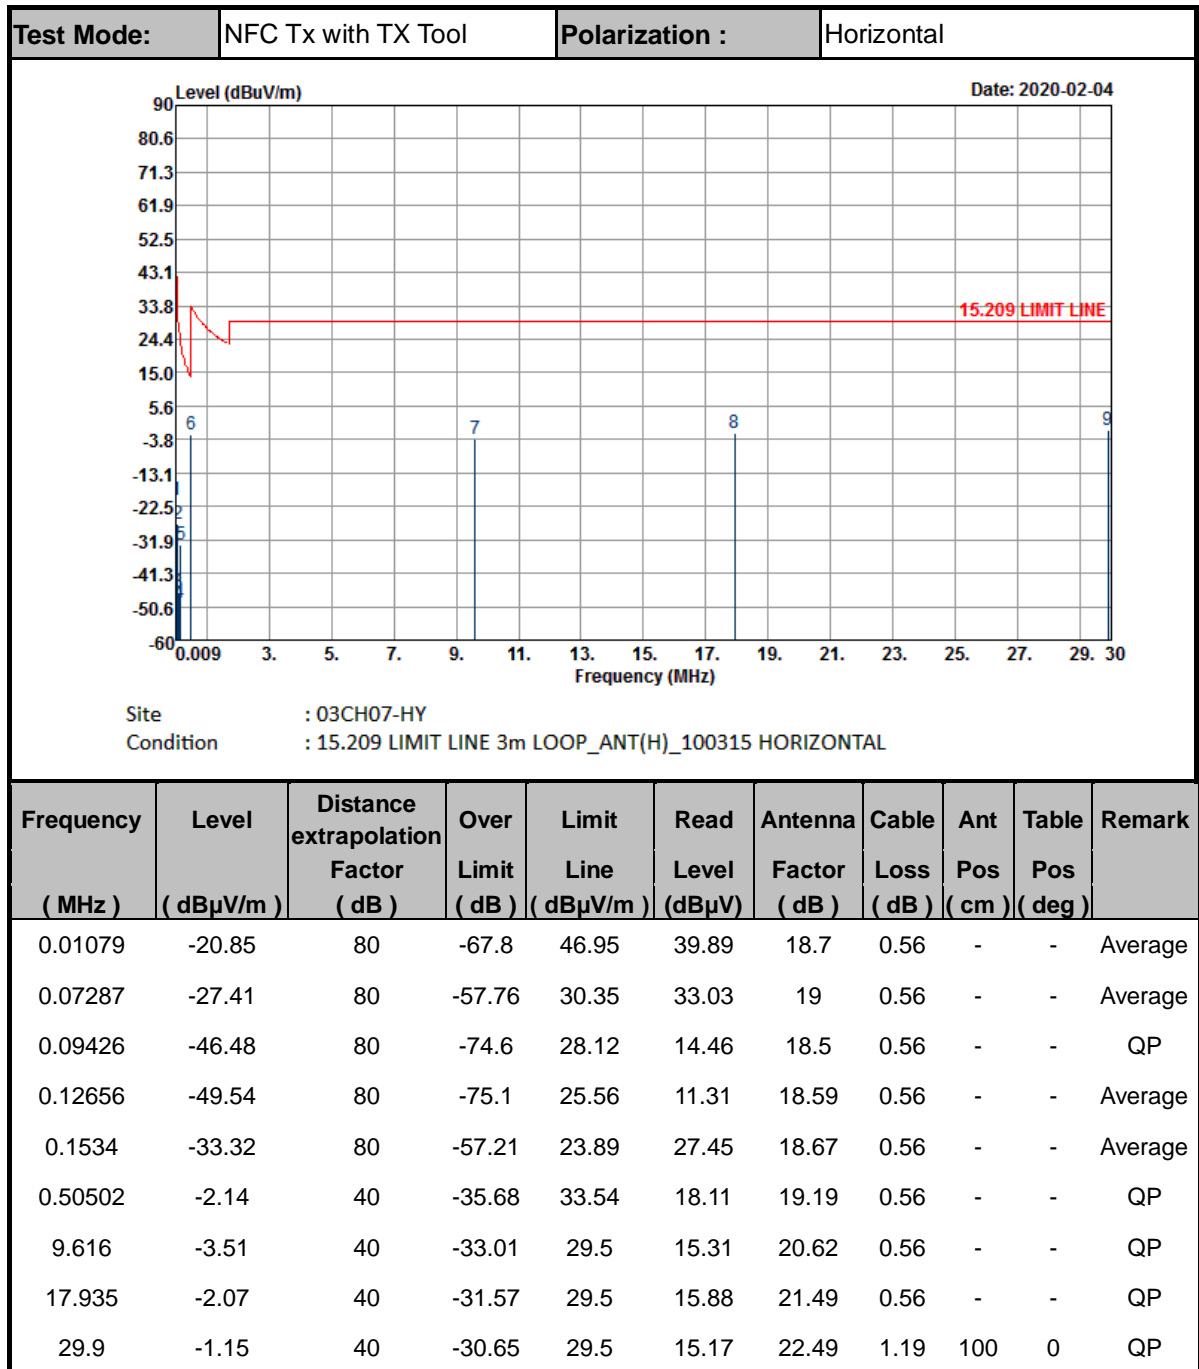 Test Mode: NFC Tx with TX Tool Polarization : Horizontal
Level (dBuV/m) Date: 2020-02-04
90
80.6
71.3
61.9
52.5
43.1
33.8
15.209 LIMIT LINE
24.4
15.0
5.6
6 7 8 9
-3.8
-13.1
1
-22.5
2
5
-31.9
-41.3
-50.6
-60
0.009 3. 5. 7. 9. 11. 13. 15. 17. 19. 21. 23. 25. 27. 29. 30
Frequency (MHz)
Site : 03CH07-HY
Condition : 15.209 LIMIT LINE 3m LOOP_ANT(H)_100315 HORIZONTAL
Frequency Level Distance extrapolation Over Limit Read Antenna Cable Ant Table Remark
Factor Limit Line Level Factor Loss Pos Pos
( MHz ) ( dBµV/m ) ( dB ) ( dB ) ( dBµV/m ) (dBµV) ( dB ) ( dB ) ( cm ) ( deg )
0.01079 -20.85 80 -67.8 46.95 39.89 18.7 0.56 - - Average
0.07287 -27.41 80 -57.76 30.35 33.03 19 0.56 - - Average
0.09426 -46.48 80 -74.6 28.12 14.46 18.5 0.56 - - QP
0.12656 -49.54 80 -75.1 25.56 11.31 18.59 0.56 - - Average
0.1534 -33.32 80 -57.21 23.89 27.45 18.67 0.56 - - Average
0.50502 -2.14 40 -35.68 33.54 18.11 19.19 0.56 - - QP
9.616 -3.51 40 -33.01 29.5 15.31 20.62 0.56 - - QP
17.935 -2.07 40 -31.57 29.5 15.88 21.49 0.56 - - QP
29.9 -1.15 40 -30.65 29.5 15.17 22.49 1.19 100 0 QP